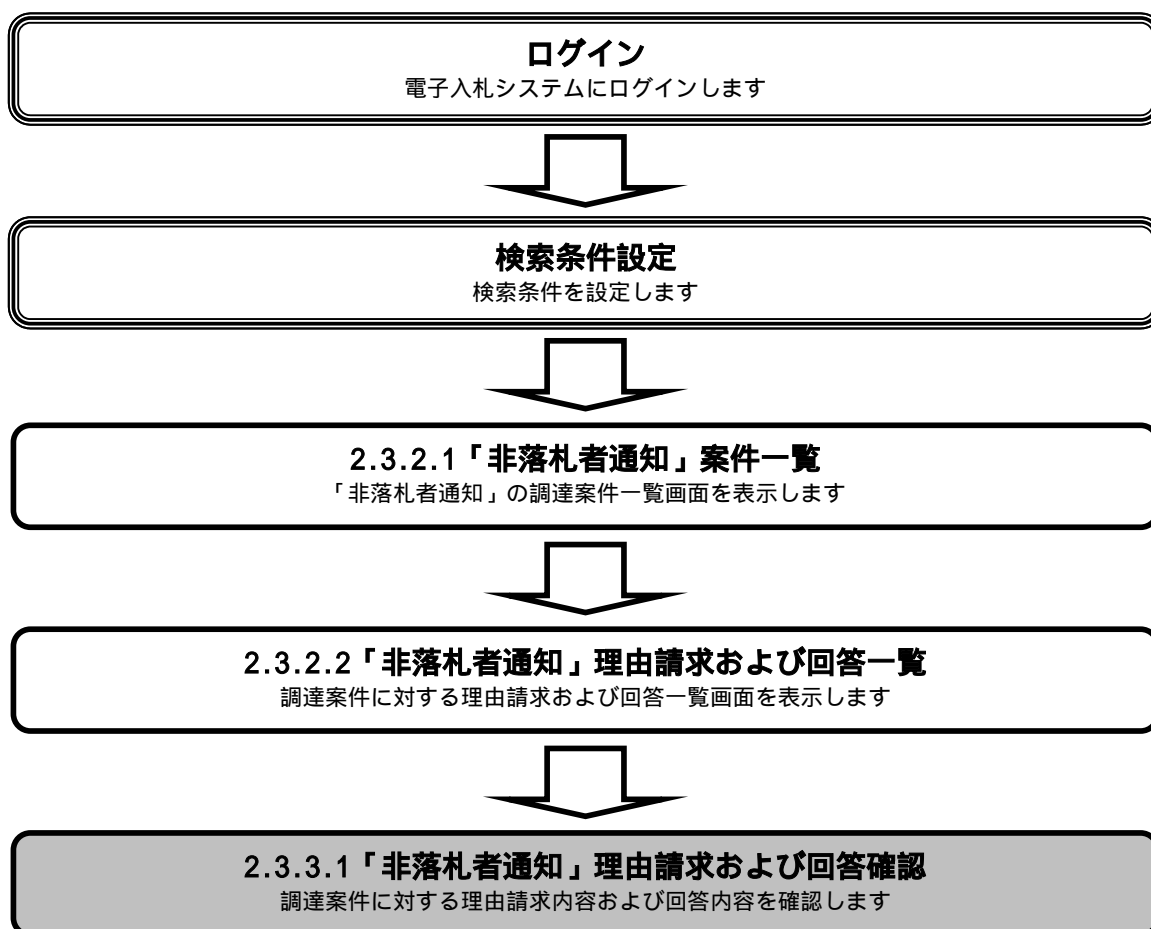 ログイン
電子入札システムにログインします
検索条件設定
検索条件を設定します
2.3.2.1「非落札者通知」案件一覧
「非落札者通知」の調達案件一覧画面を表示します
2.3.2.2「非落札者通知」理由請求および回答一覧
調達案件に対する理由請求および回答一覧画面を表示します
2.3.3.1「非落札者通知」理由請求および回答確認
調達案件に対する理由請求内容および回答内容を確認します